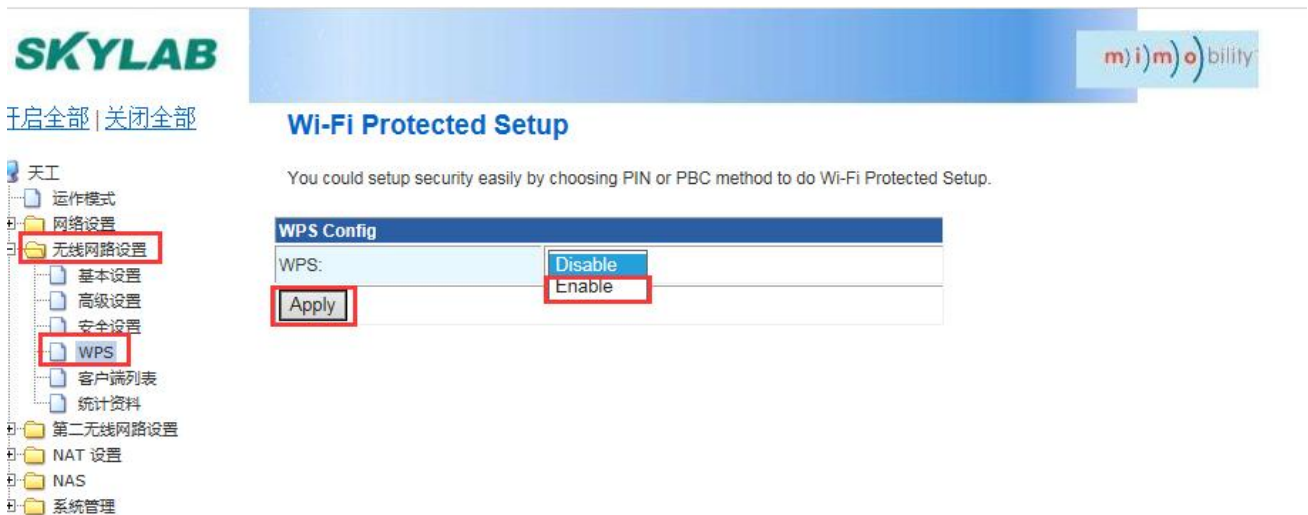 SKYLAB
m)i)m)o)bility
开启全部 | 关闭全部
天工
运作模式
网络设置
无线网路设置
基本设置
高级设置
安全设置
WPS
客户端列表
统计资料
第二无线网路设置
NAT 设置
NAS
系统管理
Wi-Fi Protected Setup
You could setup security easily by choosing PIN or PBC method to do Wi-Fi Protected Setup.
WPS Config
WPS:
Disable
Enable
Apply